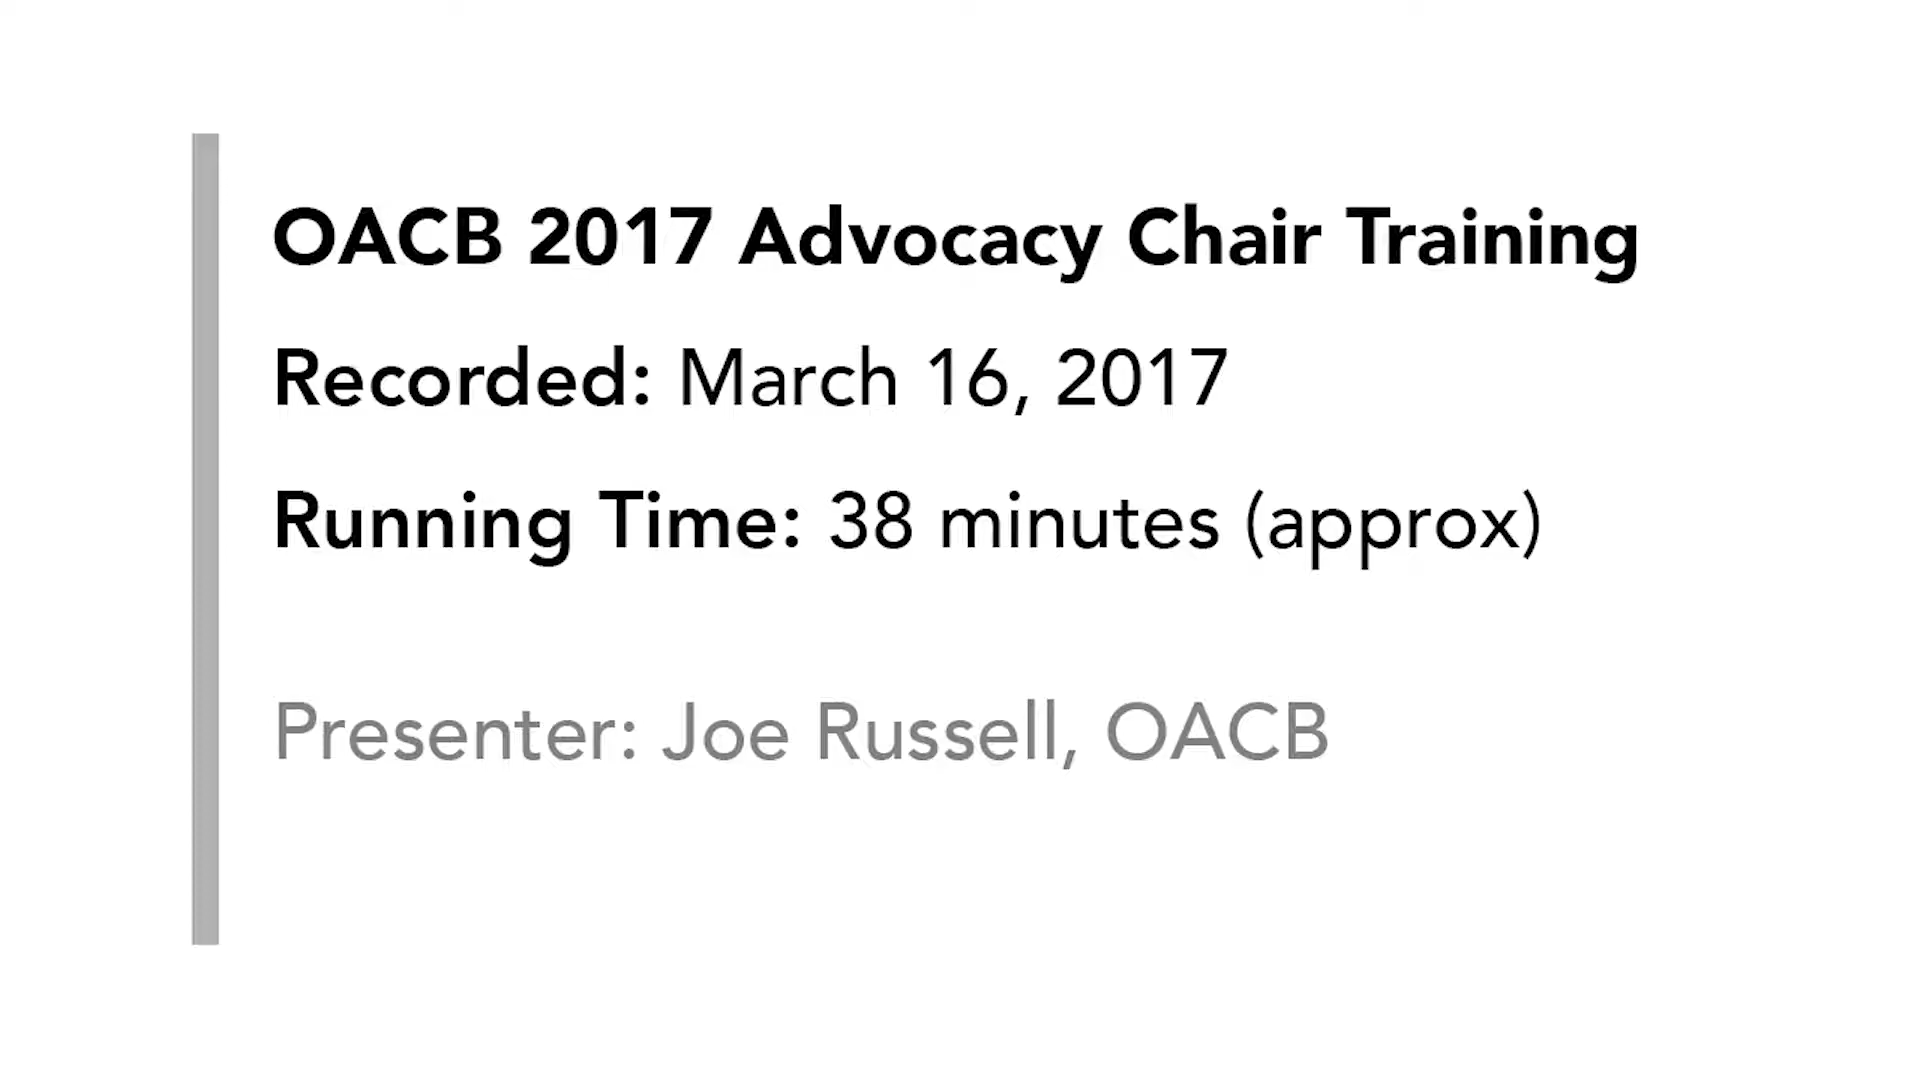 OACB 2017 Advocacy Chair Training
Recorded: March 16, 2017
Running Time: 38 minutes (approx)
Presenter: Joe Russell, OACB